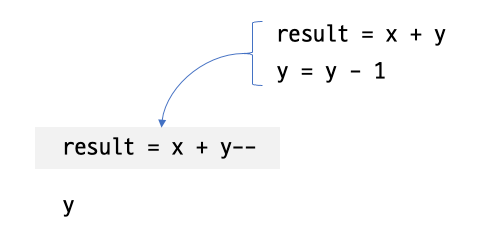 result = x + y
y = y - 1
result = x + y--
y